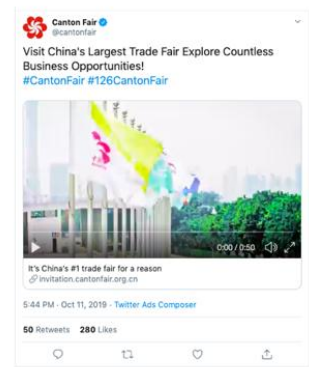 Canton Fair
@cantonfair
Visit China's Largest Trade Fair Explore Countless
Business Opportunities!
#CantonFair #126CantonFair
0:00 / 0:50
It's China's #1 trade fair for a reason
invitation.cantonfair.org.cn
5:44 PM · Oct 11, 2019 · Twitter Ads Composer
50 Retweets 280 Likes